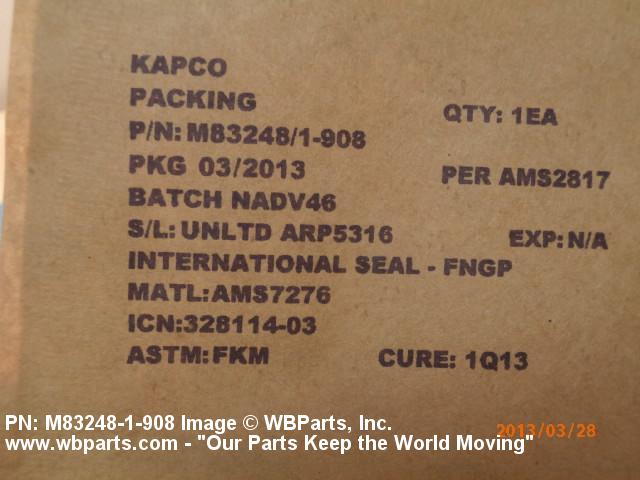 KAPCO
PACKING QTY: 1EA
P/N: M83248/1-908
PKG 03/2013 PER AMS2817
BATCH NADV46
S/L: UNLTD ARP5316 EXP: N/A
INTERNATIONAL SEAL - FNGP
MATL: AMS7276
ICN:328114-03
ASTM: FKM CURE: 1Q13
PN: M83248-1-908 Image © WBParts, Inc.
2013/03/28
www.wbparts.com - "Our Parts Keep the World Moving"